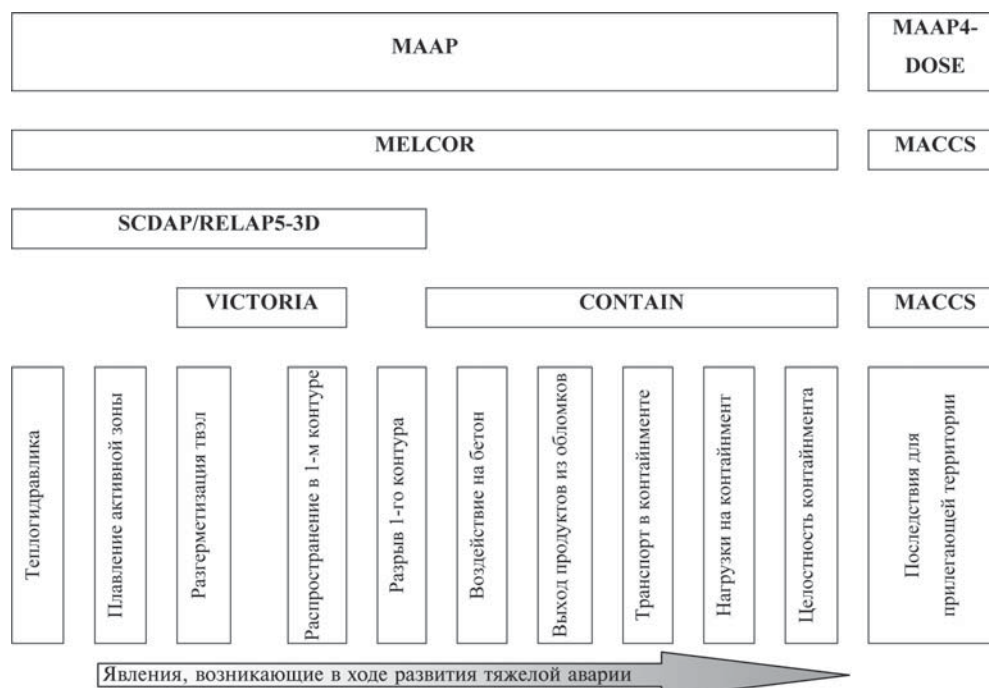 MAAP
MAAP4-
DOSE
MELCOR
MACCS
SCDAP/RELAP5-3D
VICTORIA
CONTAIN
MACCS
Теплогидравлика
Плавление активной зоны
Разгерметизация твэл
Распространение в 1-м контуре
Разрыв 1-го контура
Воздействие на бетон
Выход продуктов из обломков
Транспорт в контайнменте
Нагрузки на контайнмент
Целостность контайнмента
Последствия для
прилегающей территории
Явления, возникающие в ходе развития тяжелой аварии